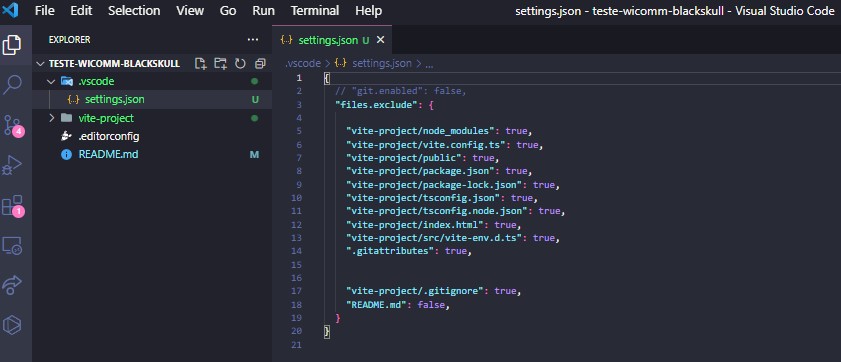 File Edit Selection View Go Run Terminal Help settings.json - teste-wicomm-blackskull - Visual Studio Code
EXPLORER ...
settings.json U
TESTE-WICOMM-BLACKSKULL
.vscode
settings.json U
vite-project
.editorconfig
README.md M
4
1
.vscode > {..} settings.json > ...
1 {
2 // "git.enabled": false,
3 "files.exclude": {
4
5 "vite-project/node_modules": true,
6 "vite-project/vite.config.ts": true,
7 "vite-project/public": true,
8 "vite-project/package.json": true,
9 "vite-project/package-lock.json": true,
10 "vite-project/tsconfig.json": true,
11 "vite-project/tsconfig.node.json": true,
12 "vite-project/index.html": true,
13 "vite-project/src/vite-env.d.ts": true,
14 ".gitattributes": true,
15
16
17 "vite-project/.gitignore": true,
18 "README.md": false,
19 }
20 }
21